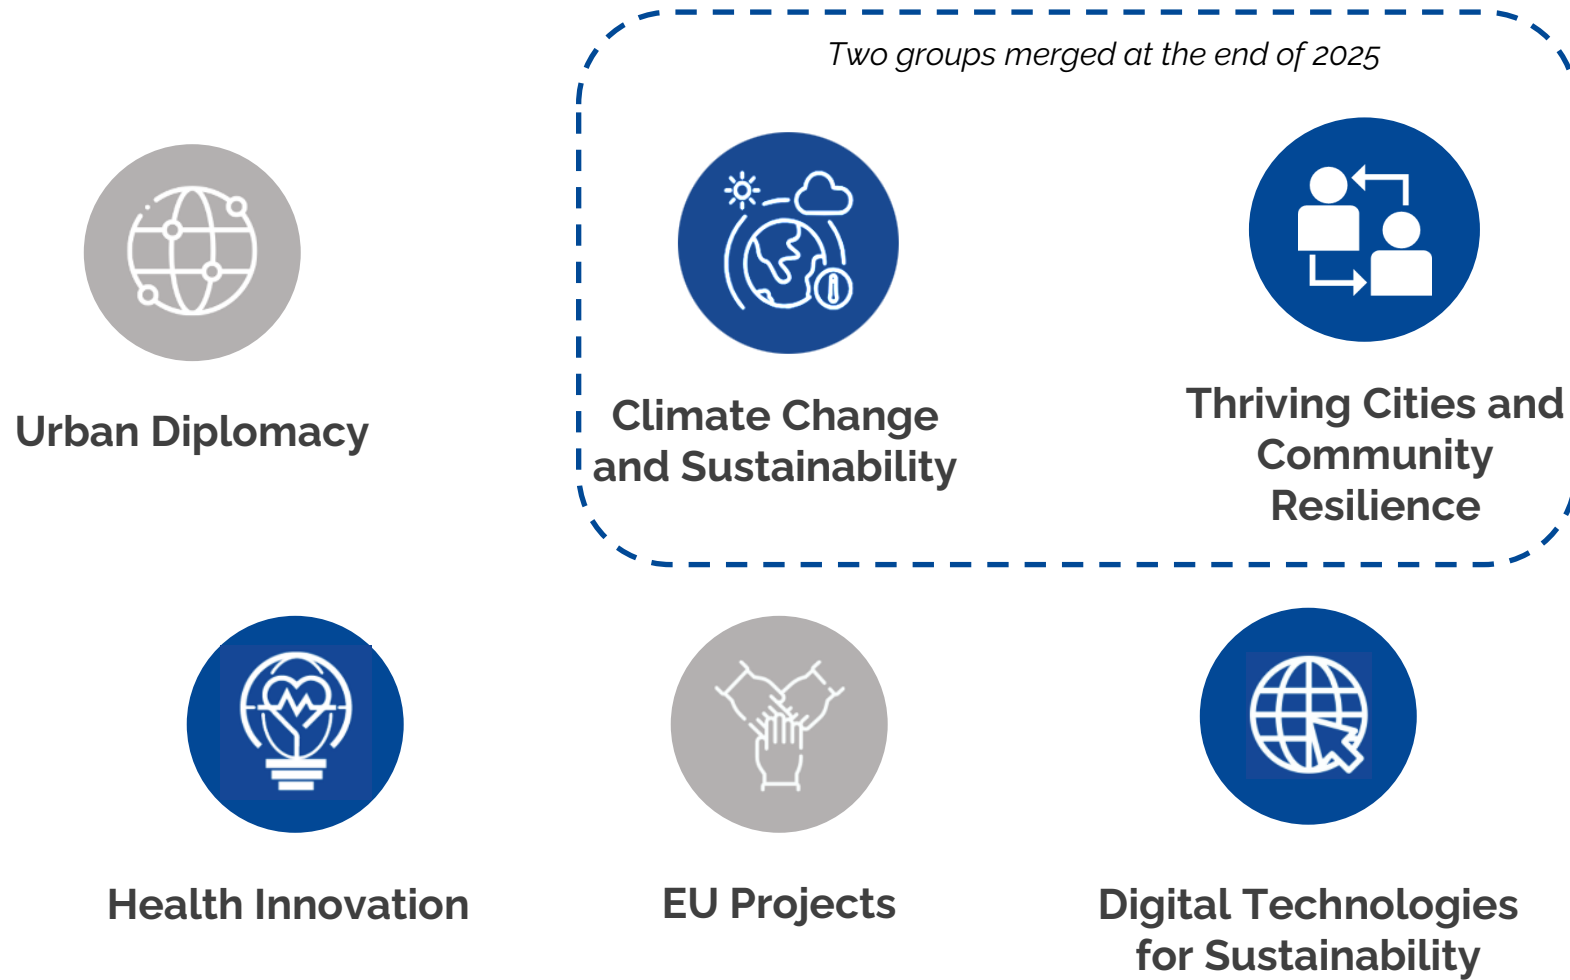 Two groups merged at the end of 2025
Urban Diplomacy
Climate Change
and Sustainability
Thriving Cities and
Community
Resilience
Health Innovation
EU Projects
Digital Technologies
for Sustainability